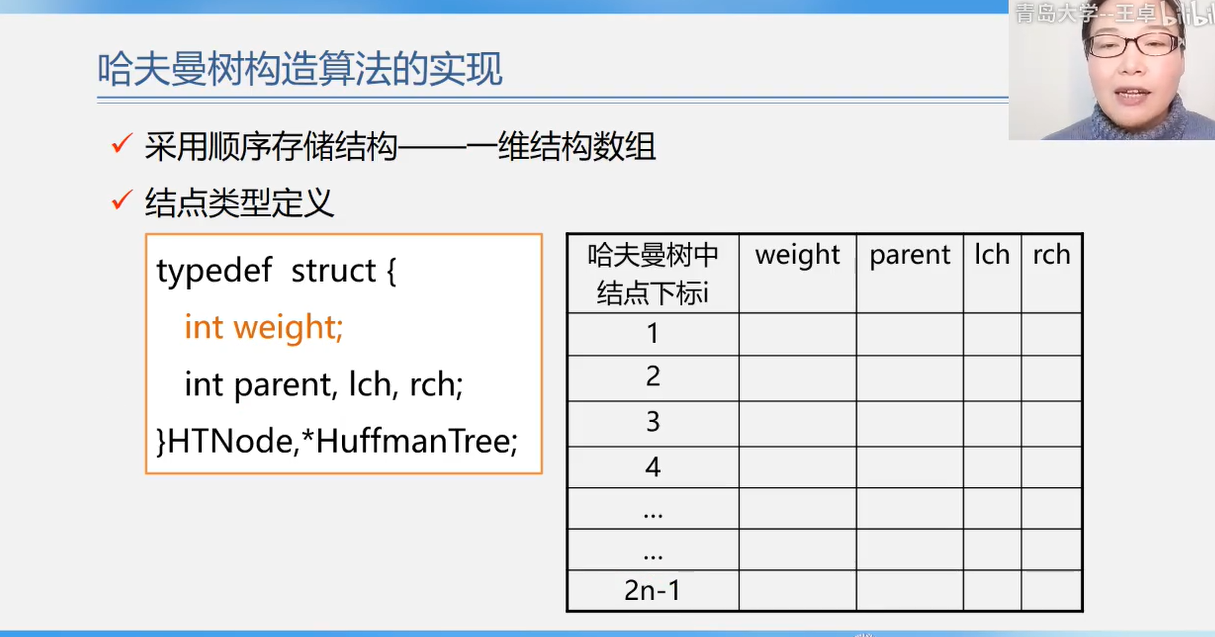 青岛大学--王卓 bilibili
哈夫曼树构造算法的实现
✓ 采用顺序存储结构——一维结构数组
✓ 结点类型定义
typedef struct {
int weight;
int parent, lch, rch;
}HTNode,*HuffmanTree;
哈夫曼树中
结点下标i
weight parent lch rch
1
2
3
4
...
...
2n-1